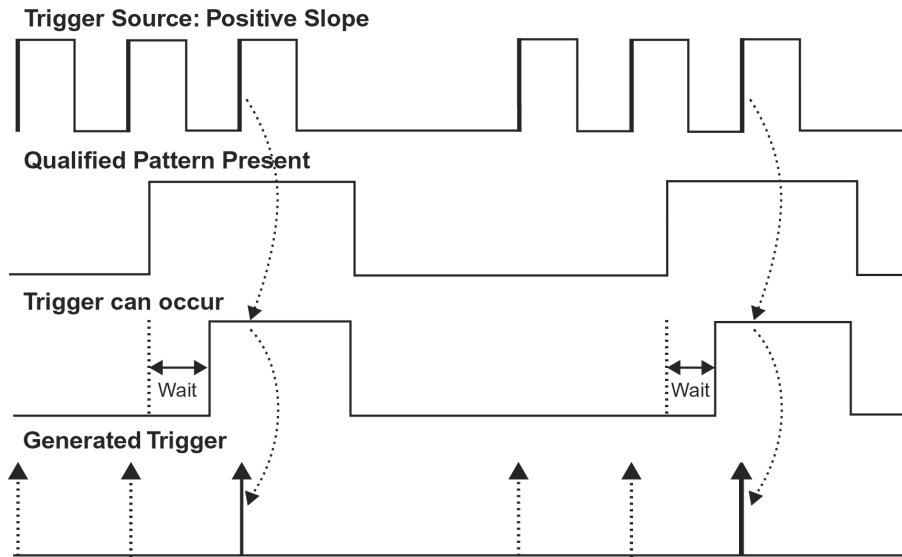 Trigger Source: Positive Slope
Qualified Pattern Present
Trigger can occur
Wait
Wait
Generated Trigger